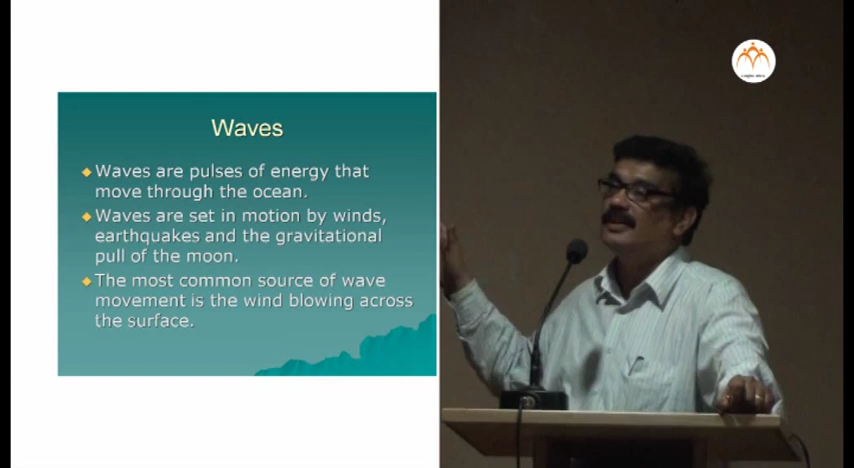 Waves
Waves are pulses of energy that
move through the ocean.
Waves are set in motion by winds,
earthquakes and the gravitational
pull of the moon.
The most common source of wave
movement is the wind blowing across
the surface.